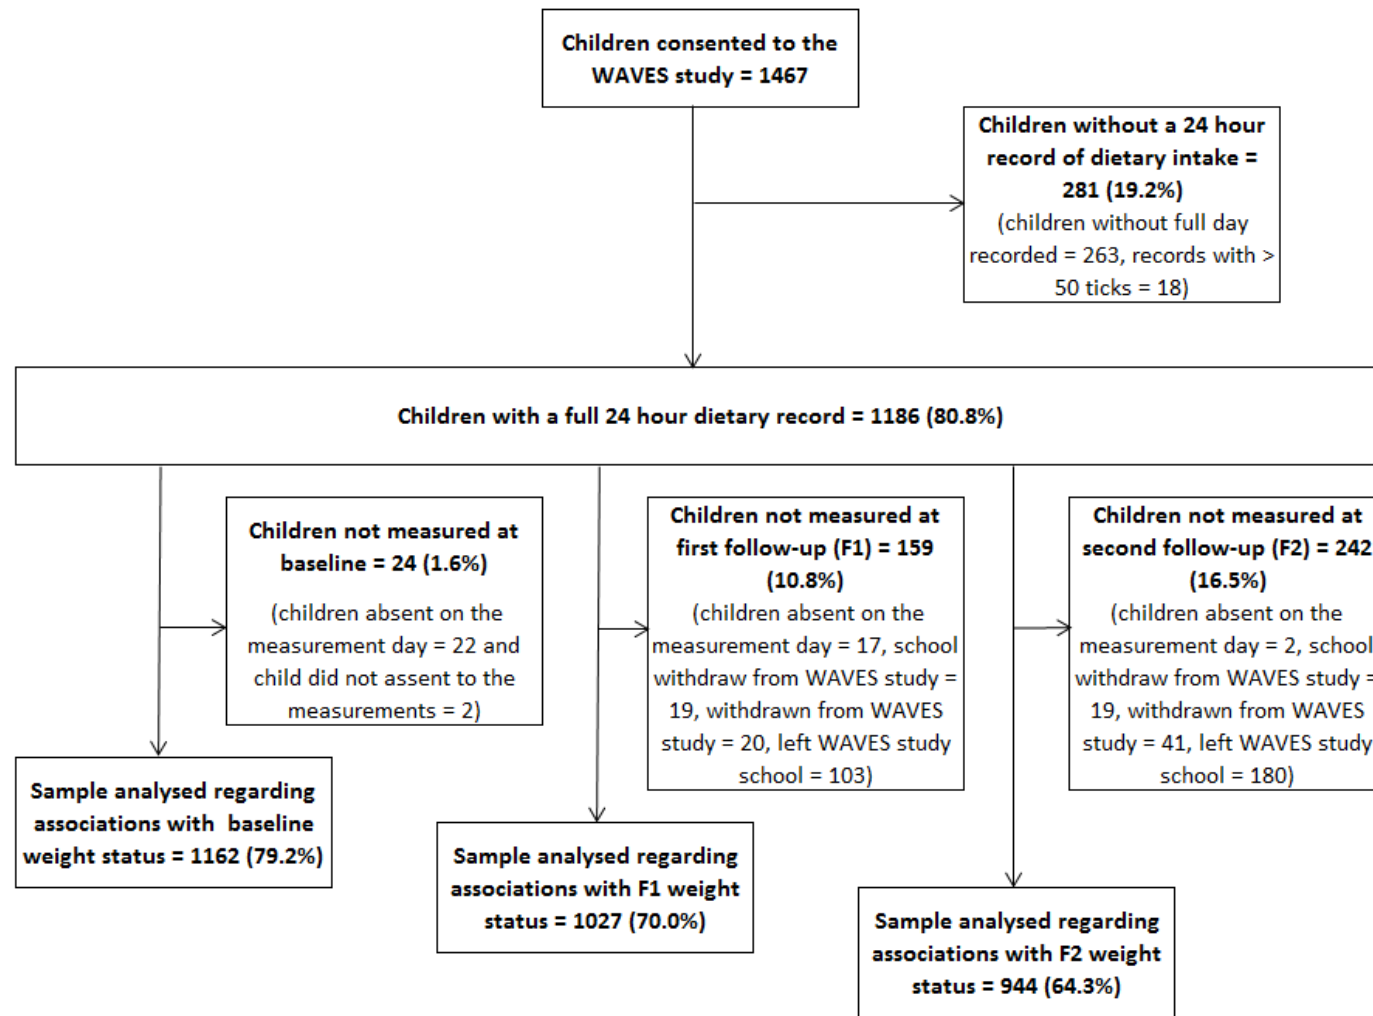 Children consented to the
WAVES study = 1467
Children without a 24 hour
record of dietary intake =
281 (19.2%)
(children without full day
recorded = 263, records with >
50 ticks = 18)
Children with a full 24 hour dietary record = 1186 (80.8%)
Children not measured at
baseline = 24 (1.6%)
(children absent on the
measurement day = 22 and
child did not assent to the
measurements = 2)
Children not measured at
first follow-up (F1) = 159
(10.8%)
(children absent on the
measurement day = 17, school
withdraw from WAVES study =
19, withdrawn from WAVES
study = 20, left WAVES study
school = 103)
Children not measured at
second follow-up (F2) = 242
(16.5%)
(children absent on the
measurement day = 2, school
withdraw from WAVES study =
19, withdrawn from WAVES
study = 41, left WAVES study
school = 180)
Sample analysed regarding
associations with baseline
weight status = 1162 (79.2%)
Sample analysed regarding
associations with F1 weight
status = 1027 (70.0%)
Sample analysed regarding
associations with F2 weight
status = 944 (64.3%)